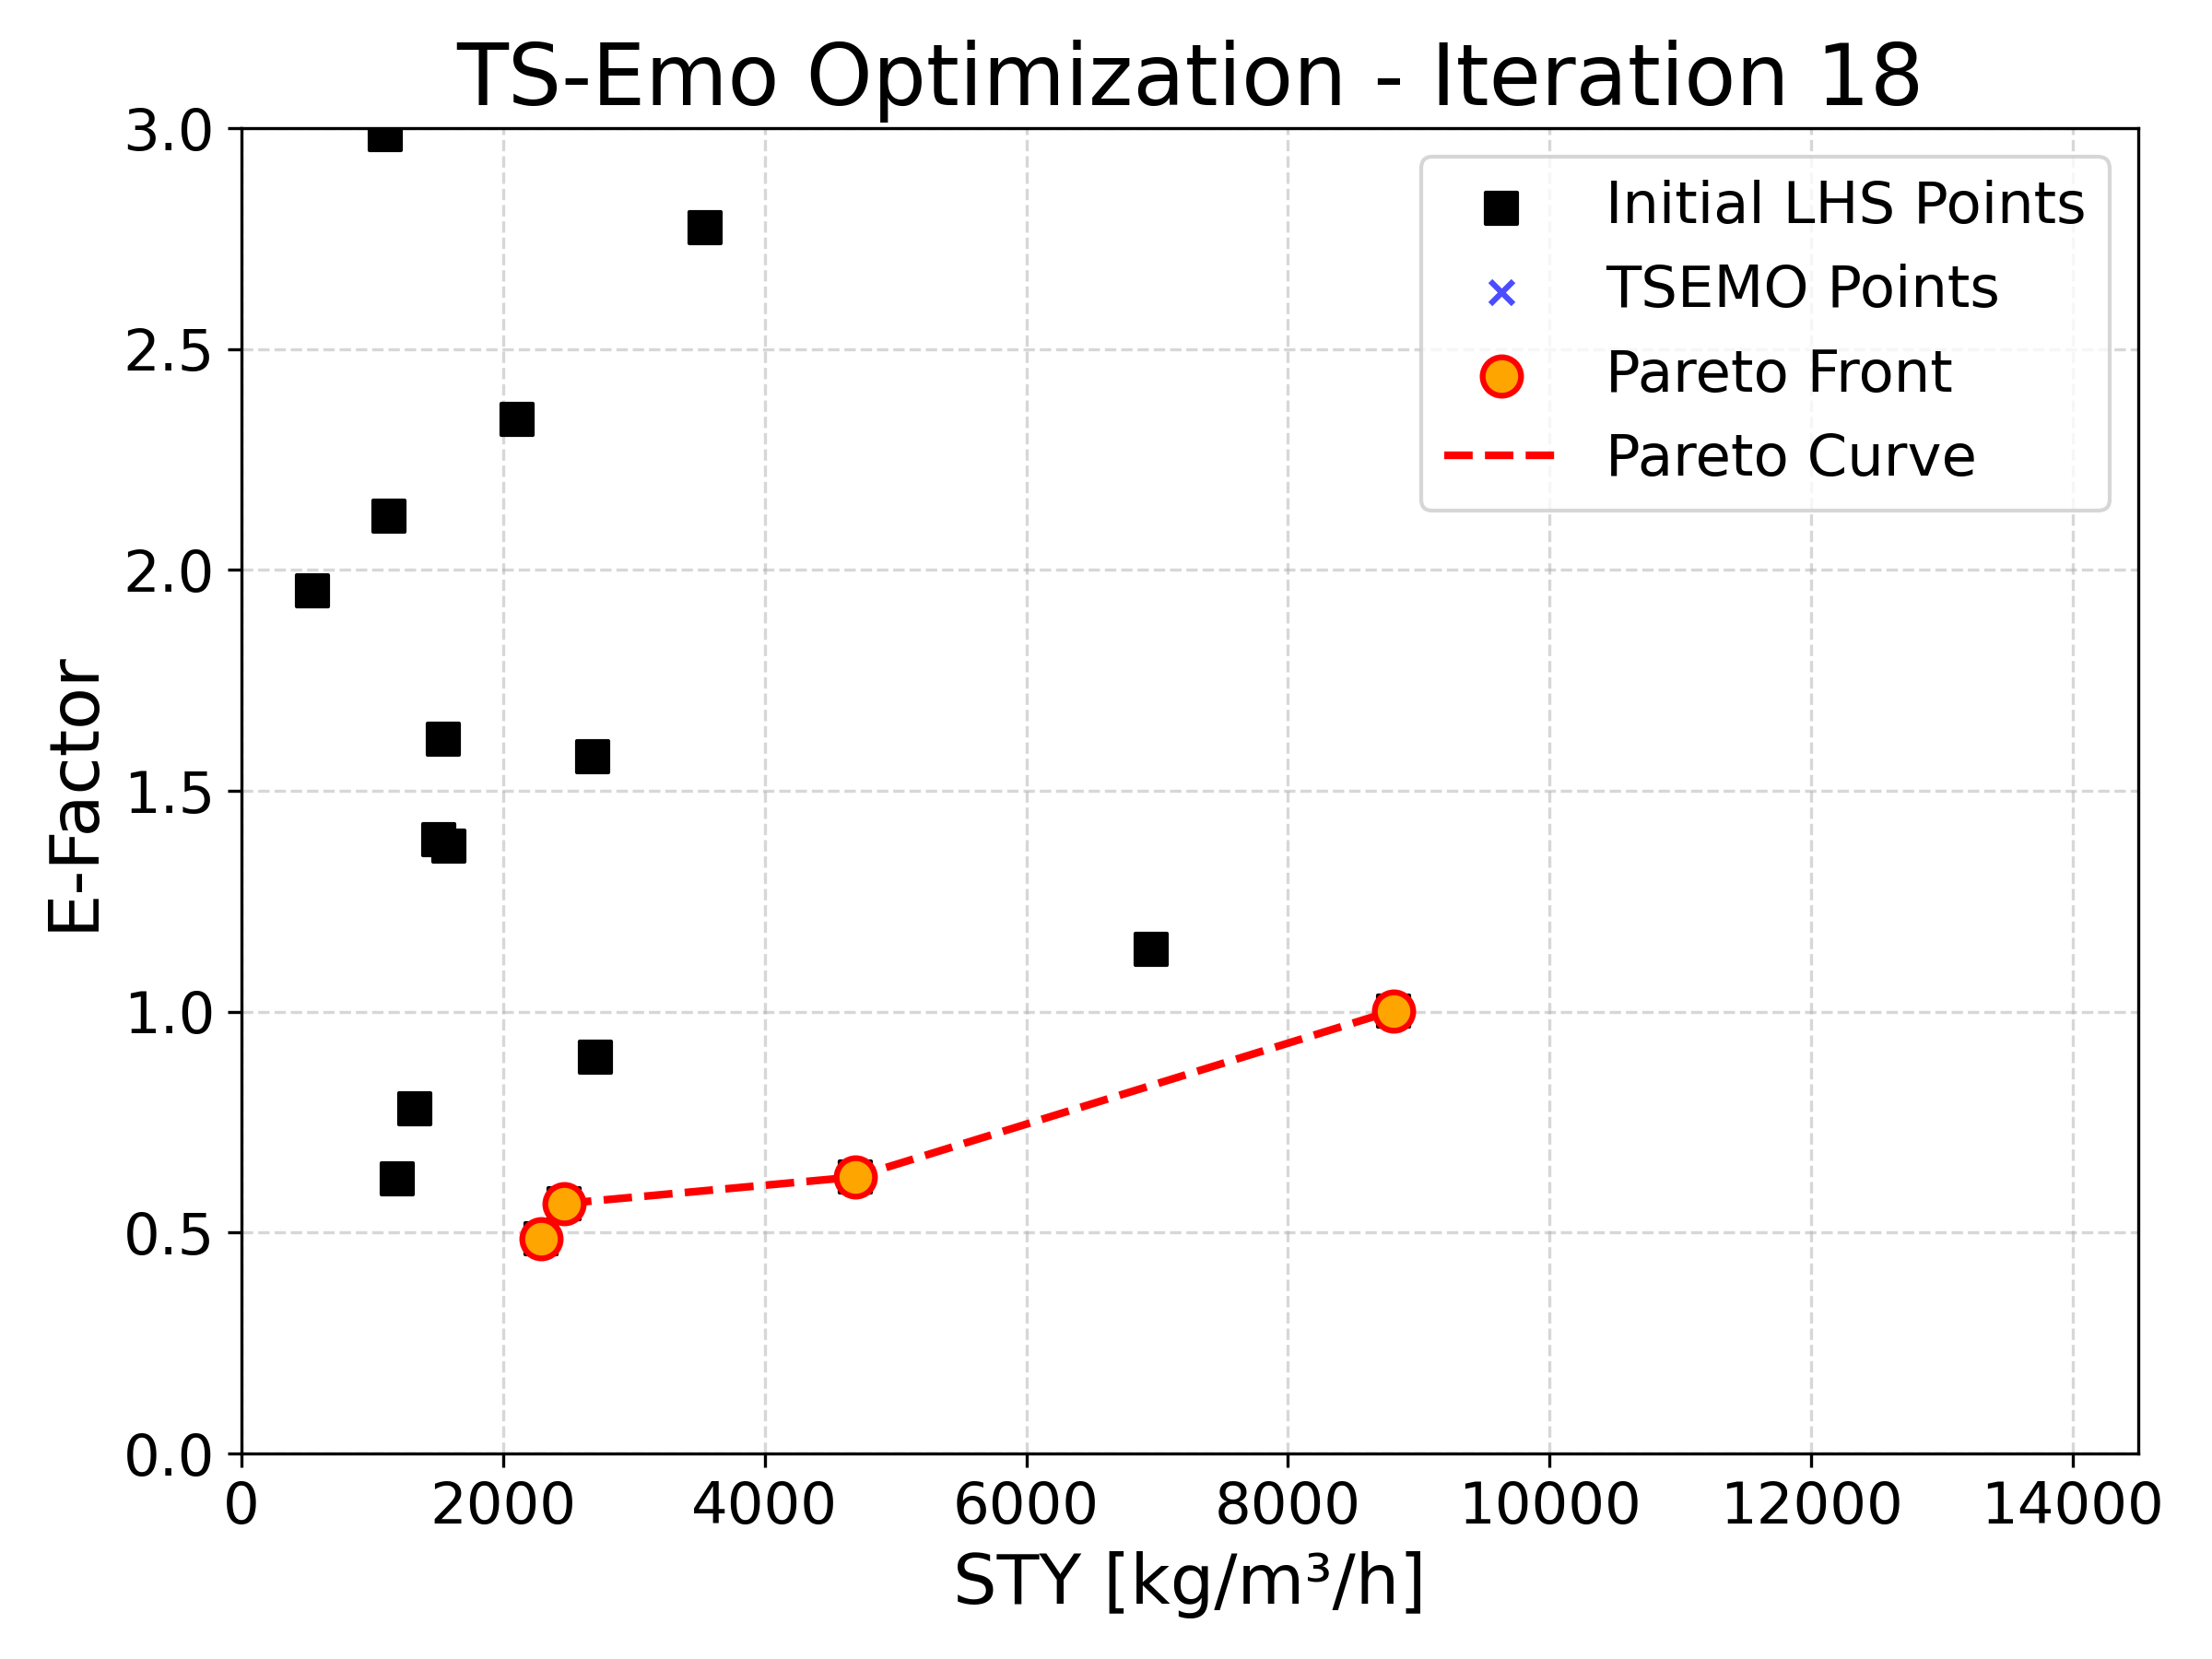 TS-Emo Optimization - Iteration 18
3.0
2.5
2.0
1.5
1.0
0.5
0.0
E-Factor
Initial LHS Points
TSEMO Points
Pareto Front
Pareto Curve
0 2000 4000 6000 8000 10000 12000 14000
STY [kg/m³/h]